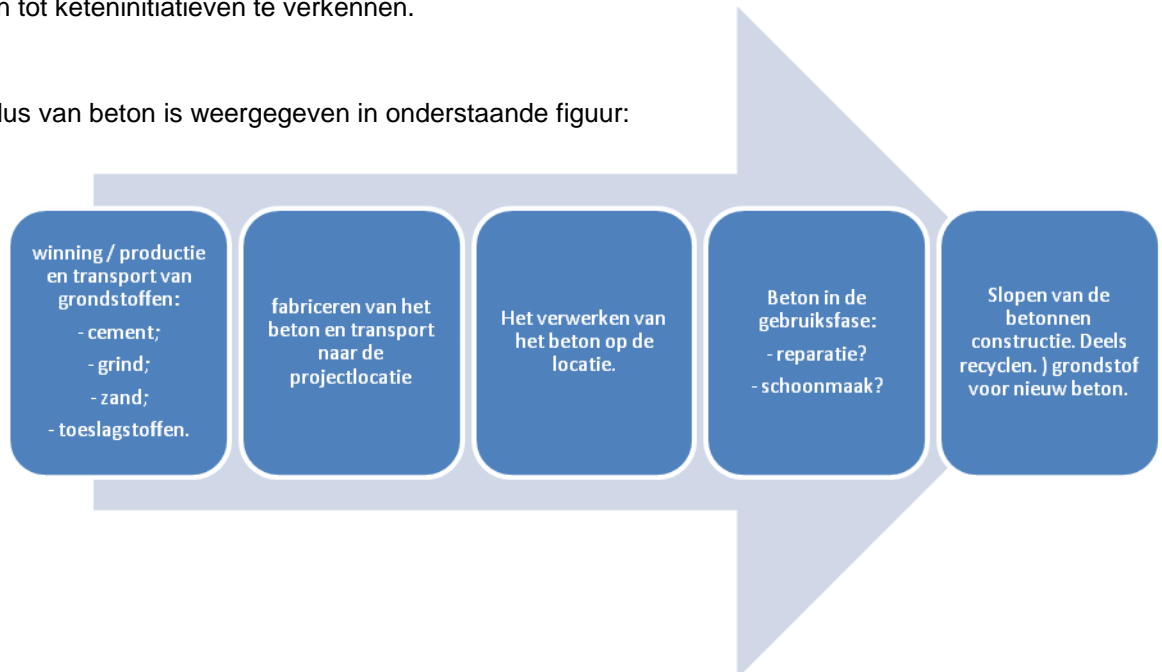 n tot keteninitiatieven te verkennen.
lus van beton is weergegeven in onderstaande figuur:
winning / productie
en transport van
grondstoffen:
- cement;
- grind;
- zand;
- toeslagstoffen.
fabriceren van het
beton en transport
naar de
projectlocatie
Het verwerken van
het beton op de
locatie.
Beton in de
gebruiksfase:
- reparatie?
- schoonmaak?
Slopen van de
betonnen
constructie. Deels
recyclen. ) grondstof
voor nieuw beton.